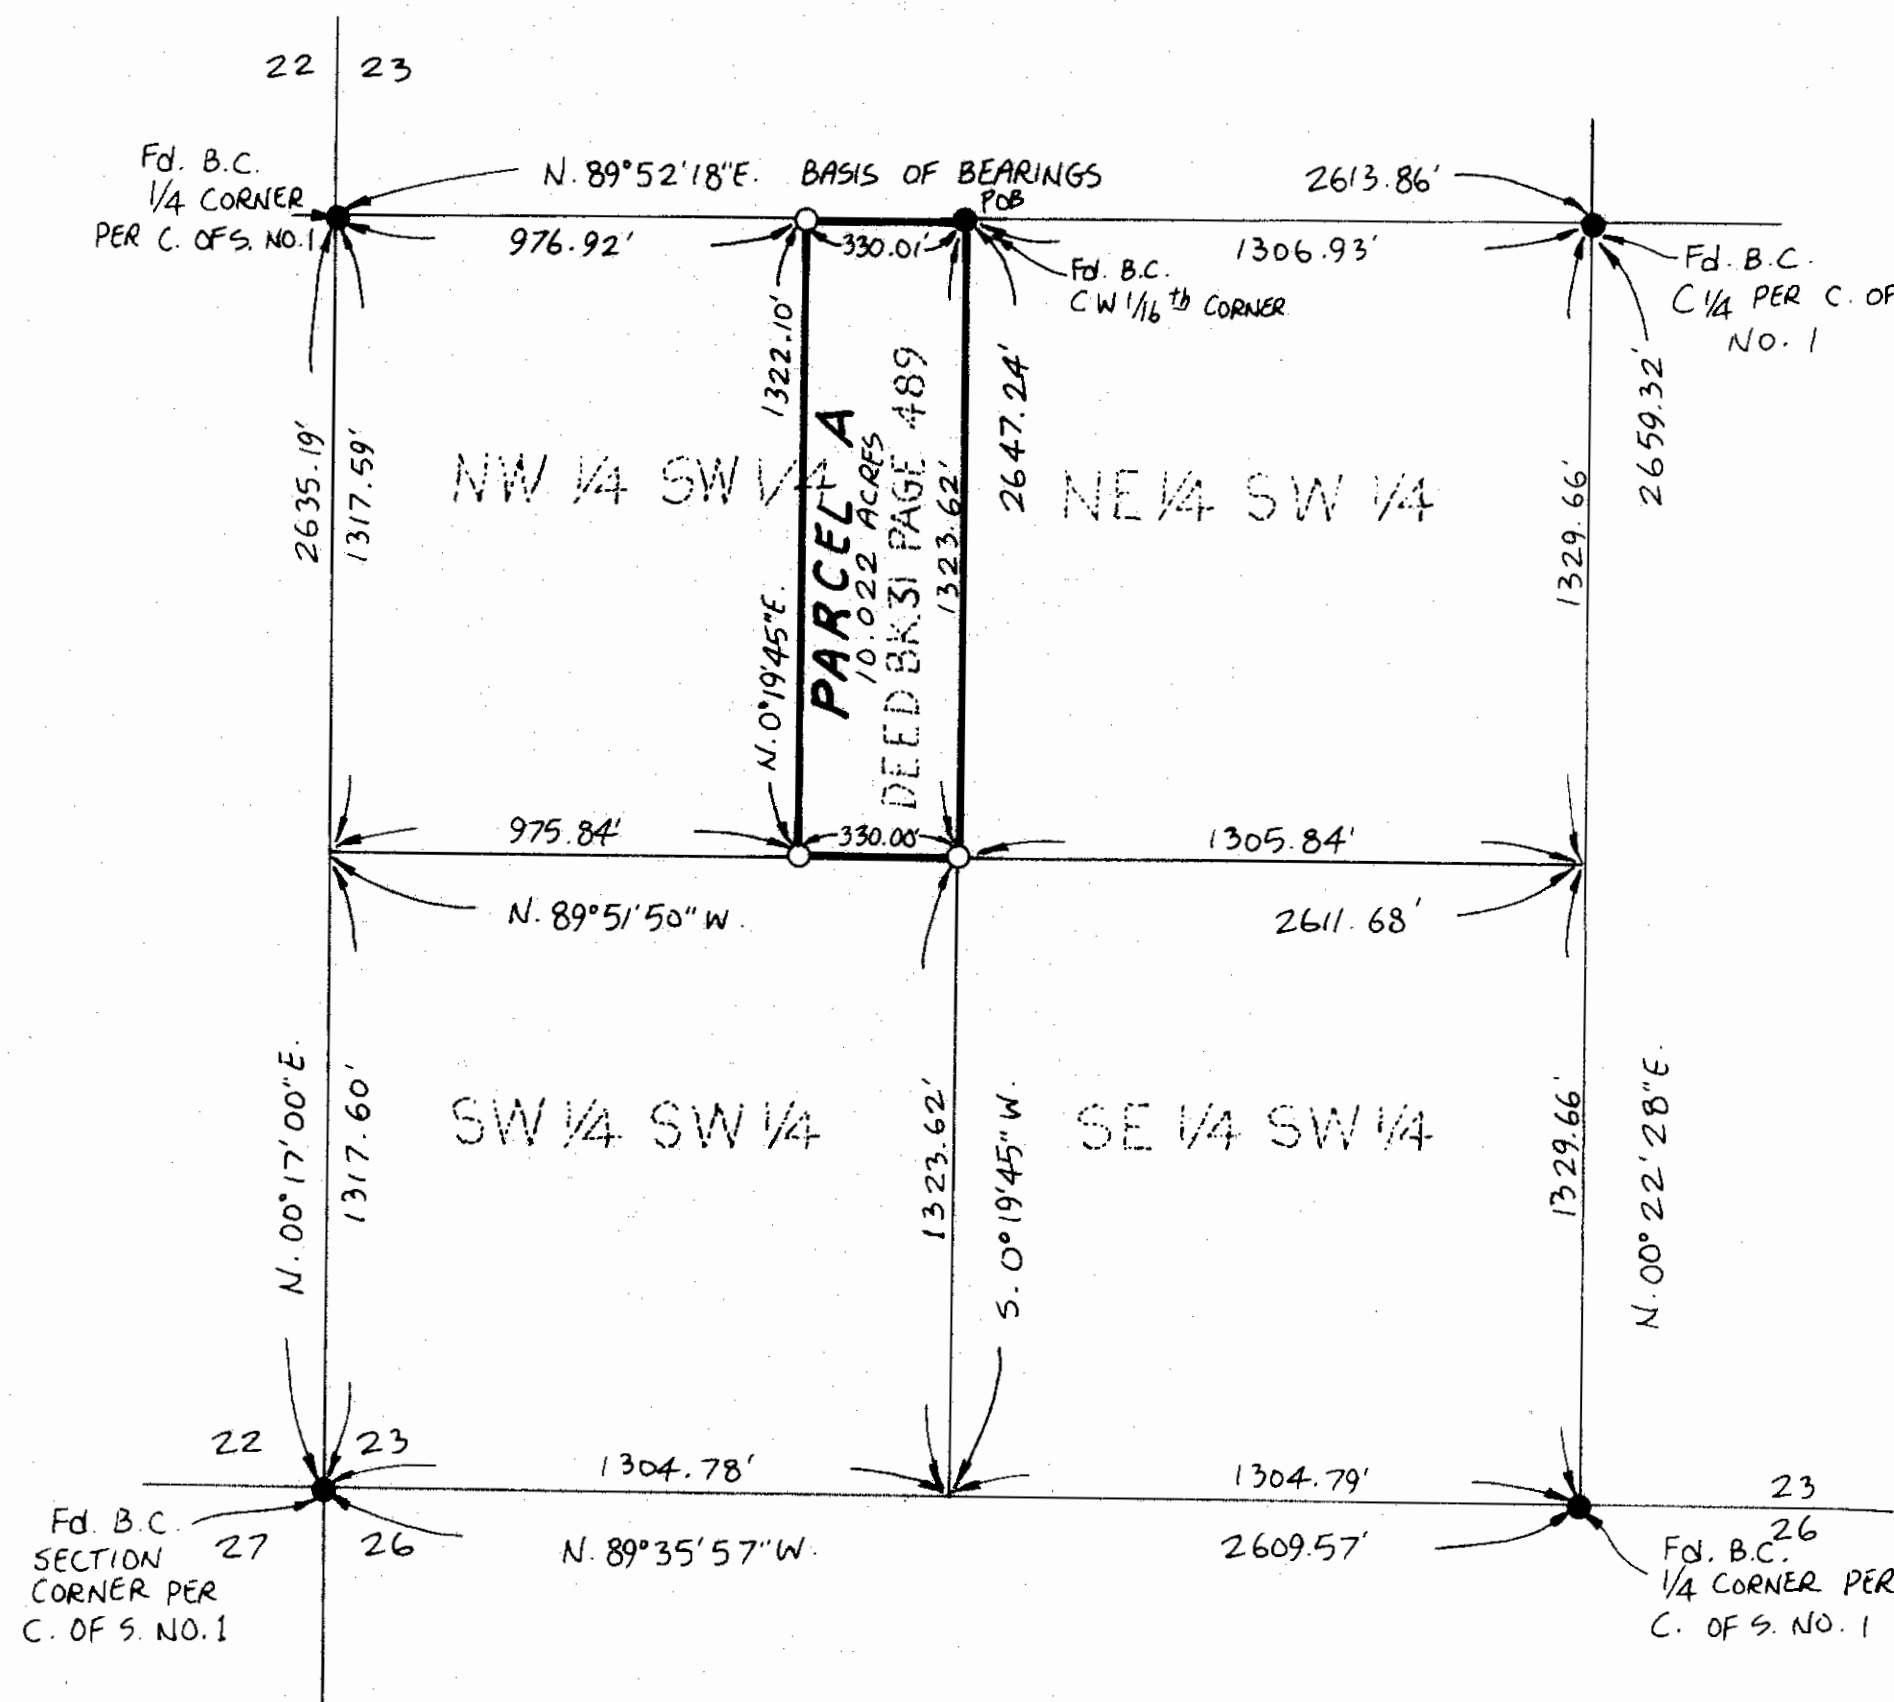 22 23
Fd. B.C.
1/4 CORNER
PER C. OF S. NO. 1
N. 89°52'18"E. BASIS OF BEARINGS
POB
2613.86'
976.92'
330.01'
1306.93'
Fd. B.C.
C W 1/16 th CORNER
Fd. B.C.
C 1/4 PER C. OF
NO. 1
2635.19'
1317.59'
NW 1/4 SW 1/4
1322.10'
N. 0°19'45"E.
PARCEL A
10.022 ACRES
DEED BK.31 PAGE 489
1323.62'
2647.24'
NE 1/4 SW 1/4
1329.66'
2659.32'
975.84'
330.00'
1305.84'
N. 89°51'50"W.
2611.68'
N. 00°17'00"E.
1317.60'
SW 1/4 SW 1/4
1323.62'
S. 0°19'45"W.
SE 1/4 SW 1/4
1329.66'
N. 00°22'28"E.
22 23
1304.78'
1304.79'
23
Fd. B.C.
SECTION
CORNER PER
C. OF S. NO. 1
27 26
N. 89°35'57"W.
2609.57'
26
Fd. B.C.
1/4 CORNER PER
C. OF S. NO. 1